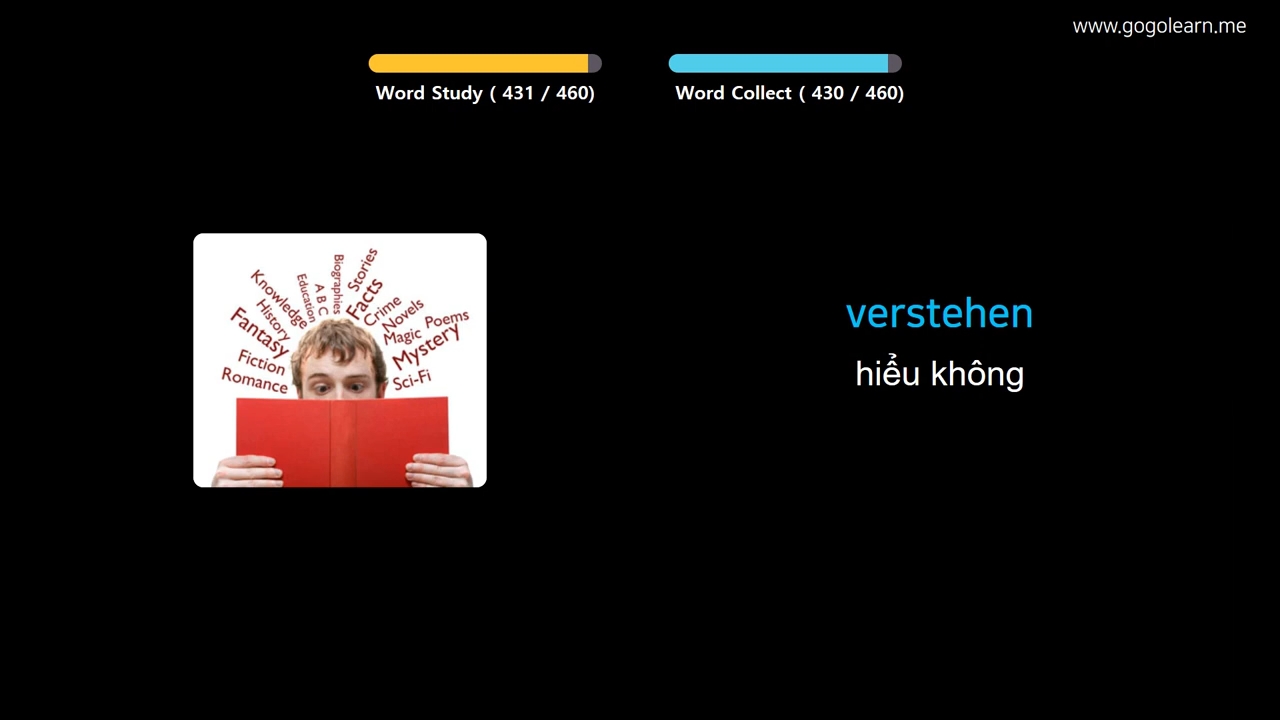 www.gogolearn.me
Word Study ( 431 / 460)
Word Collect ( 430 / 460)
Biographies
Stories
Knowledge
Education
A B C
Facts
History
Crime
Novels
Fantasy
Magic
Poems
Mystery
Fiction
Romance
Sci-Fi
verstehen
hiểu không